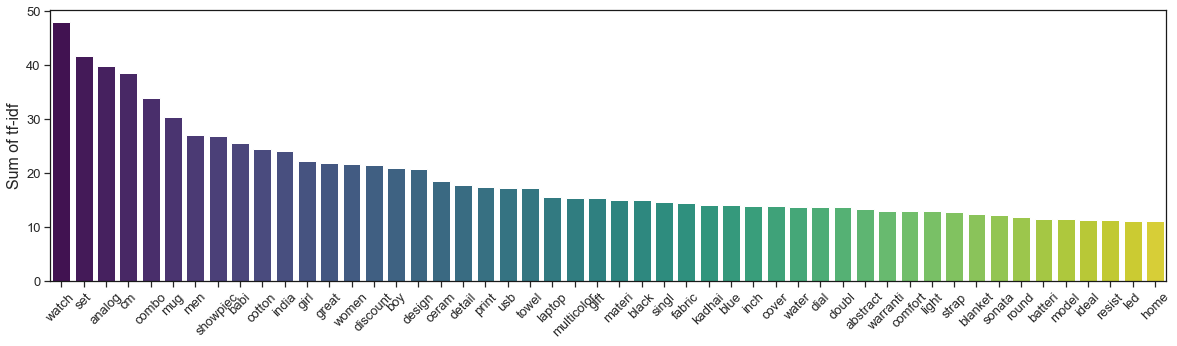 50
40
30
20
10
0
Sum of tf-idf
watch
set
analog
cm
combo
mug
men
showpiec
babi
cotton
india
girl
great
women
discount
boy
design
ceram
detail
print
usb
towel
laptop
multicolor
gift
materi
black
singl
fabric
kadhai
blue
inch
cover
water
dial
doubl
abstract
warranti
comfort
light
strap
blanket
sonata
round
batteri
model
ideal
resist
led
home